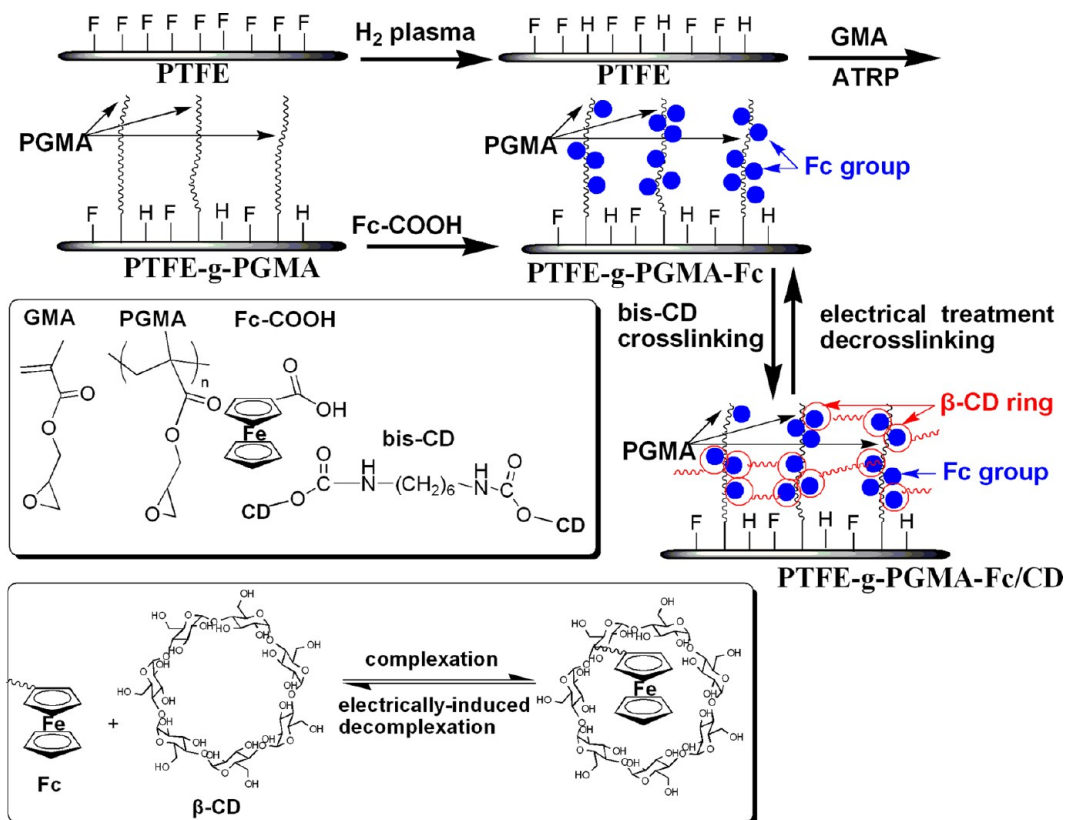 F F F F F F F F F
PTFE
H2 plasma
F F H F H F F H F H
PTFE
GMA
ATRP
PGMA
F H F H F H
PTFE-g-PGMA
Fc-COOH
PGMA
Fc group
F H F H F H
PTFE-g-PGMA-Fc
bis-CD
crosslinking
electrical treatment
decrosslinking
GMA
O
O
O
PGMA
n
O
O
O
Fc-COOH
O
OH
Fe
bis-CD
O
O
CD
N
H
(CH2)6
N
H
O
O
CD
β-CD ring
PGMA
Fc group
F H F H F H
PTFE-g-PGMA-Fc/CD
Fe
Fc
+
β-CD
complexation
electrically-induced
decomplexation
Fe